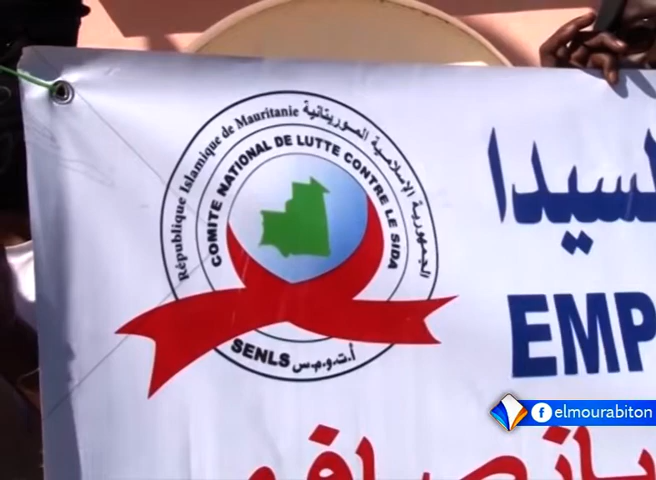 République Islamique de Mauritanie الجمهورية الإسلامية الموريتانية
COMITE NATIONAL DE LUTTE CONTRE LE SIDA
SENLS أ.ت.و.م.س
لسيدا
EMP
elmourabiton